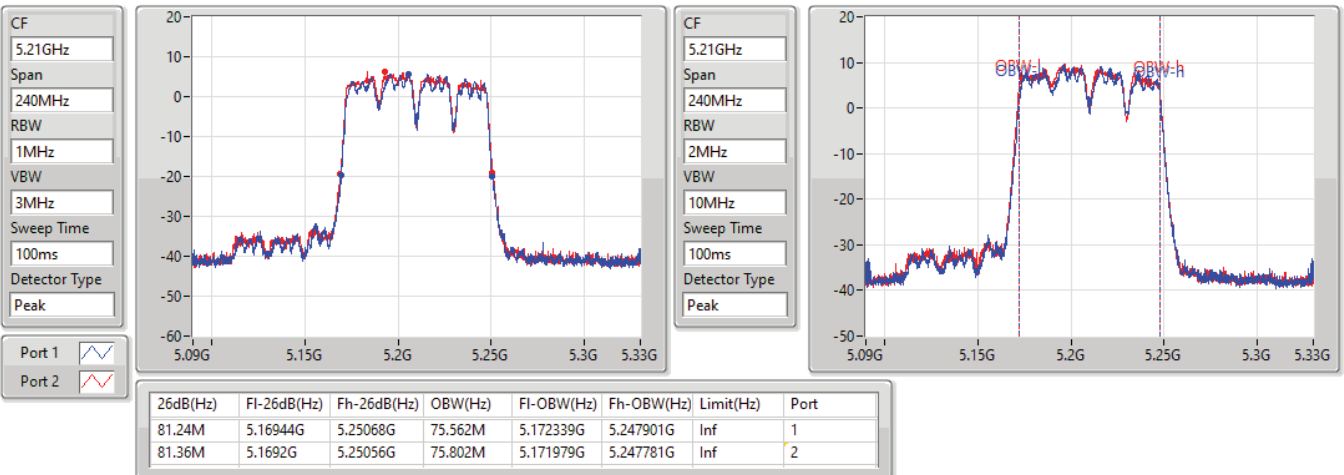 CF
5.21GHz
Span
240MHz
RBW
1MHz
VBW
3MHz
Sweep Time
100ms
Detector Type
Peak
Port 1
Port 2
20
10
0
-10
-20
-30
-40
-50
-60
5.09G 5.15G 5.2G 5.25G 5.3G 5.33G
CF
5.21GHz
Span
240MHz
RBW
2MHz
VBW
10MHz
Sweep Time
100ms
Detector Type
Peak
20
10
0
-10
-20
-30
-40
-50
OBW-l OBW-h
5.09G 5.15G 5.2G 5.25G 5.3G 5.33G
26dB(Hz) Fl-26dB(Hz) Fh-26dB(Hz) OBW(Hz) Fl-OBW(Hz) Fh-OBW(Hz) Limit(Hz) Port
81.24M 5.16944G 5.25068G 75.562M 5.172339G 5.247901G Inf 1
81.36M 5.1692G 5.25056G 75.802M 5.171979G 5.247781G Inf 2